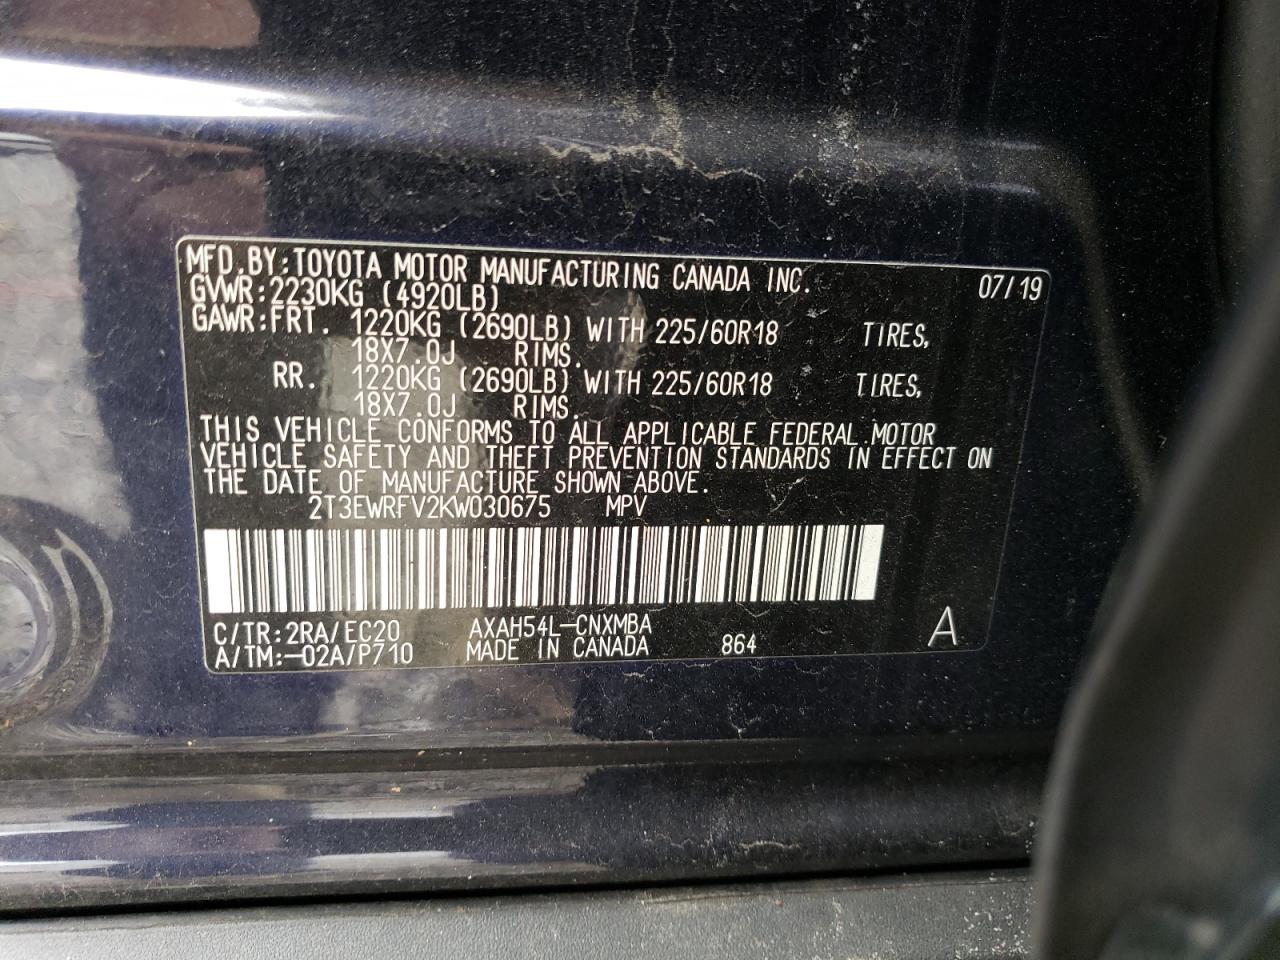 MFD.BY:TOYOTA MOTOR MANUFACTURING CANADA INC. 07/19
GVWR:2230KG (4920LB)
GAWR:FRT. 1220KG (2690LB) WITH 225/60R18 TIRES,
18X7.0J RIMS.
RR. 1220KG (2690LB) WITH 225/60R18 TIRES,
18X7.0J RIMS.
THIS VEHICLE CONFORMS TO ALL APPLICABLE FEDERAL MOTOR
VEHICLE SAFETY AND THEFT PREVENTION STANDARDS IN EFFECT ON
THE DATE OF MANUFACTURE SHOWN ABOVE.
2T3EWRFV2KW030675 MPV
C/TR:2RA/EC20 AXAH54L-CNXMBA A
A/TM:-02A/P710 MADE IN CANADA 864